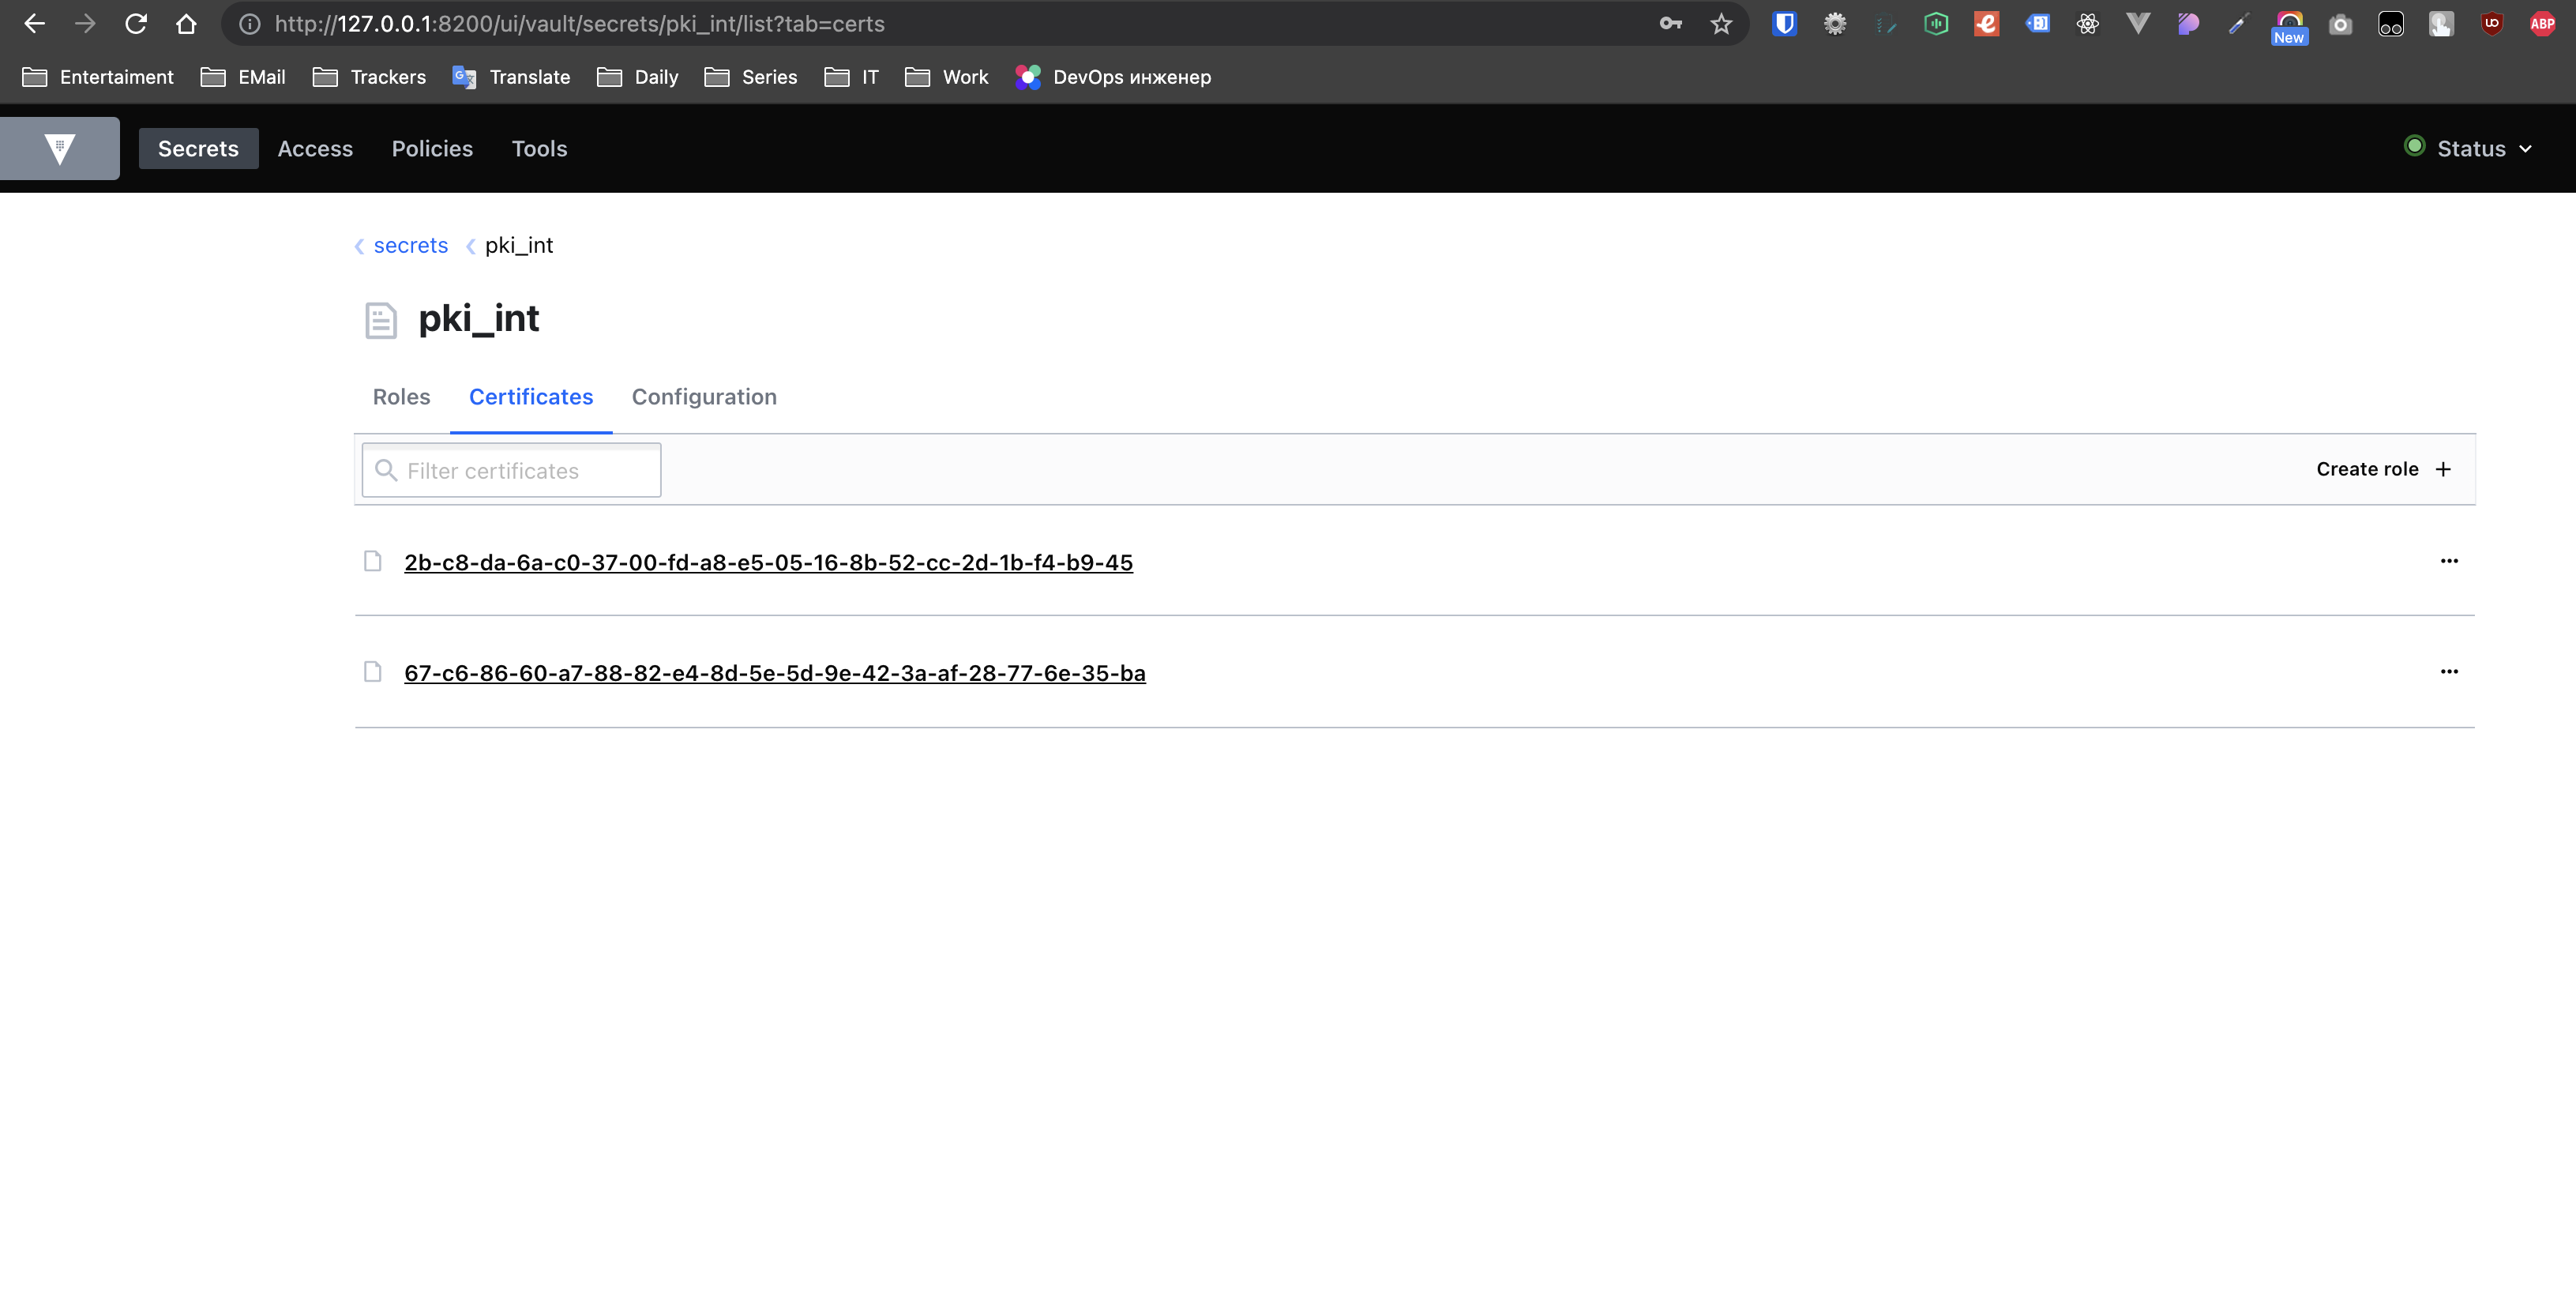 http://127.0.0.1:8200/ui/vault/secrets/pki_int/list?tab=certs
New
ABP
Entertaiment EMail Trackers Translate Daily Series IT Work DevOps инженер
Secrets Access Policies Tools Status
secrets pki_int
pki_int
Roles Certificates Configuration
Filter certificates Create role +
2b-c8-da-6a-c0-37-00-fd-a8-e5-05-16-8b-52-cc-2d-1b-f4-b9-45
67-c6-86-60-a7-88-82-e4-8d-5e-5d-9e-42-3a-af-28-77-6e-35-ba